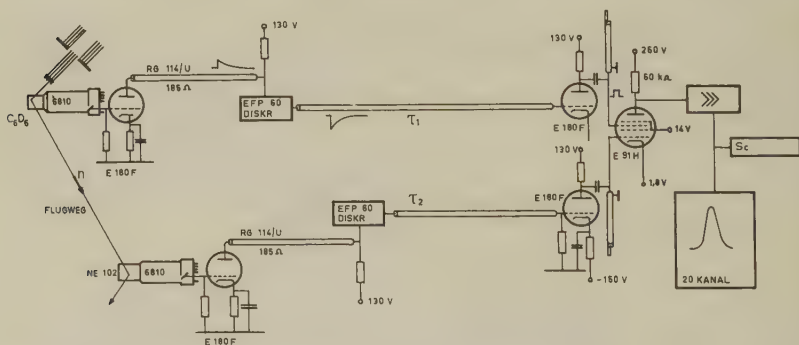 130 V
RG 114/U
185 Ω
C₆D₆
6810
E 180 F
EFP 60
DISKR
τ₁
130 V
E 180 F
250 V
60 kΩ
E 91 H
14 V
1,8 V
Sc
20 KANAL
n
FLUGWEG
NE 102
6810
RG 114/U
185 Ω
E 180 F
EFP 60
DISKR
130 V
τ₂
130 V
E 180 F
-150 V